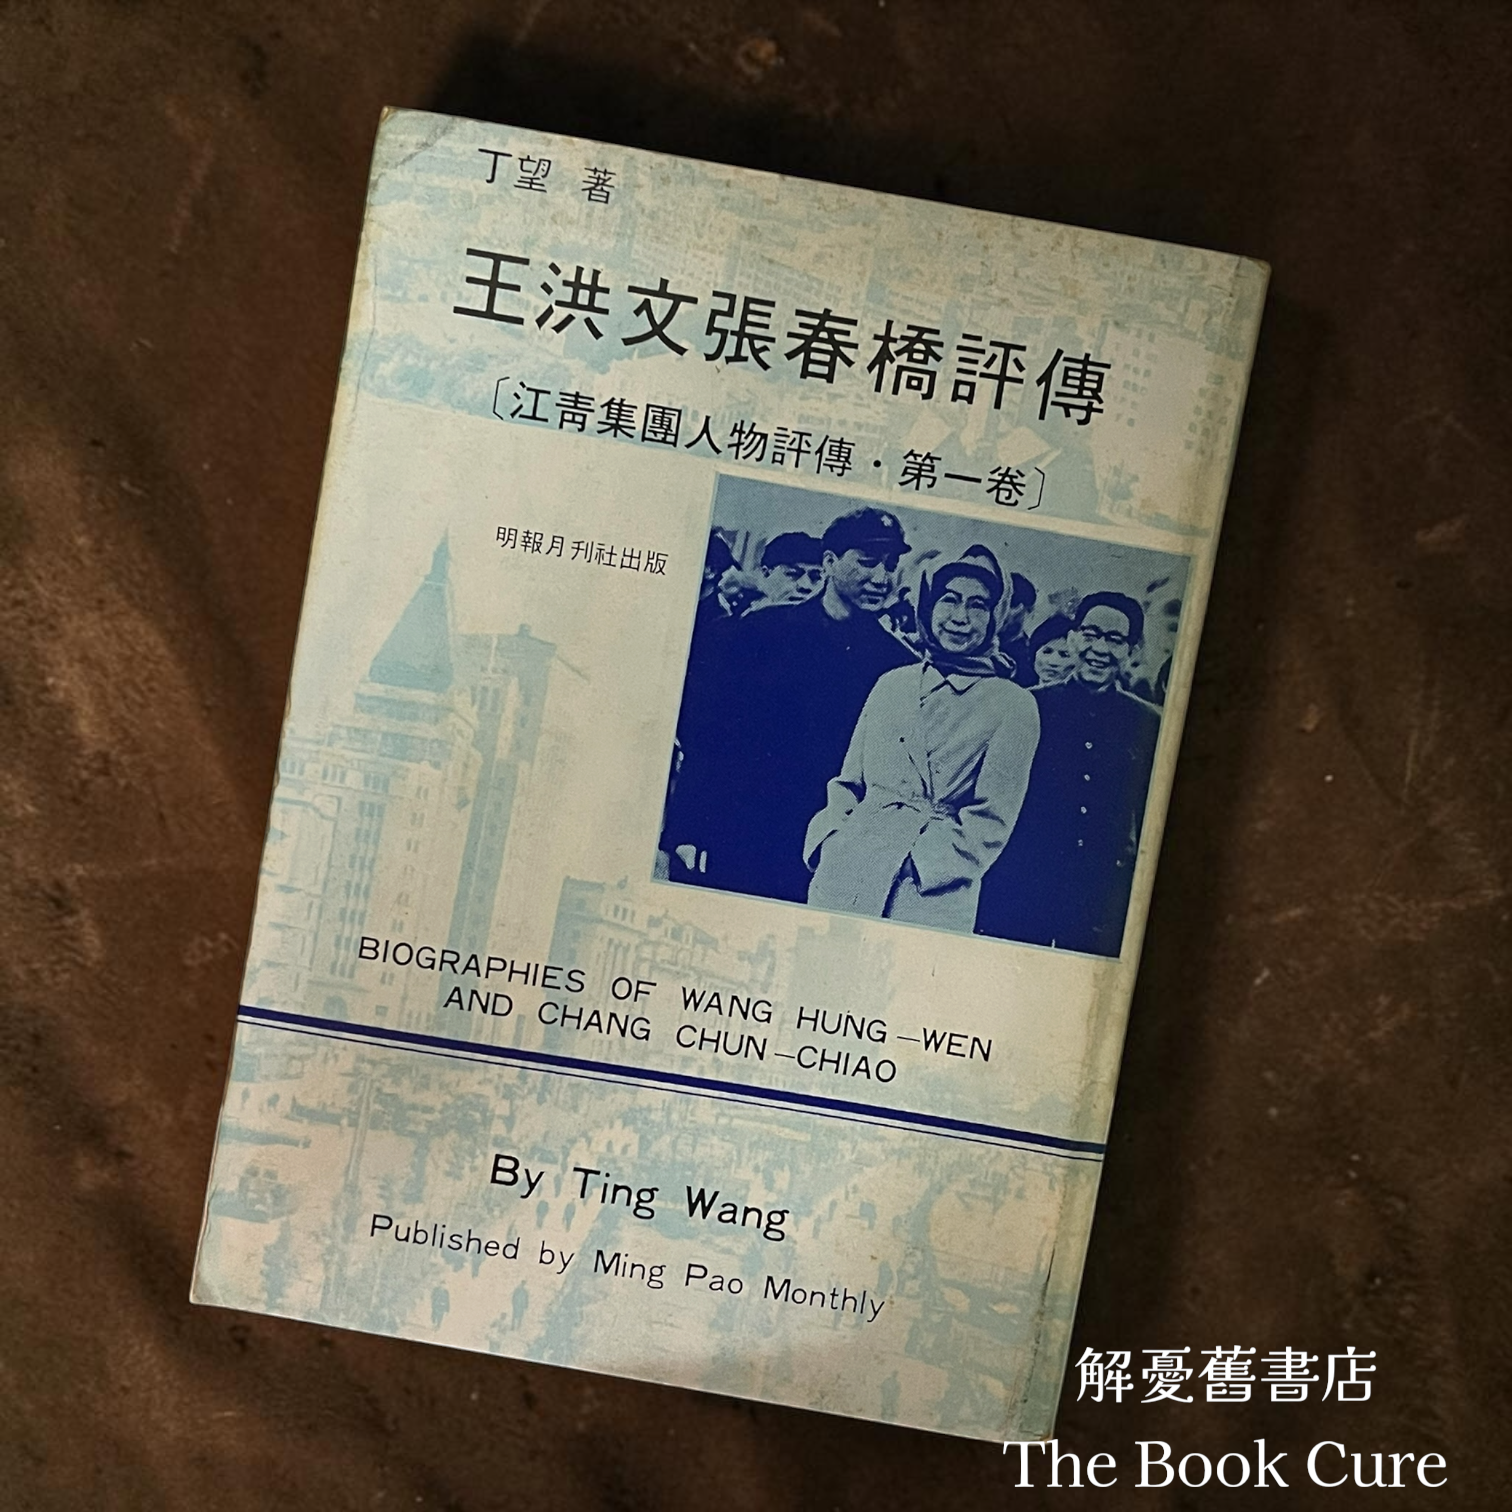 丁望 著
王洪文張春橋評傳
〔江青集團人物評傳·第一卷〕
明報月刊社出版
BIOGRAPHIES OF WANG HUNG-WEN
AND CHANG CHUN-CHIAO
By Ting Wang
Published by Ming Pao Monthly
解憂舊書店
The Book Cure